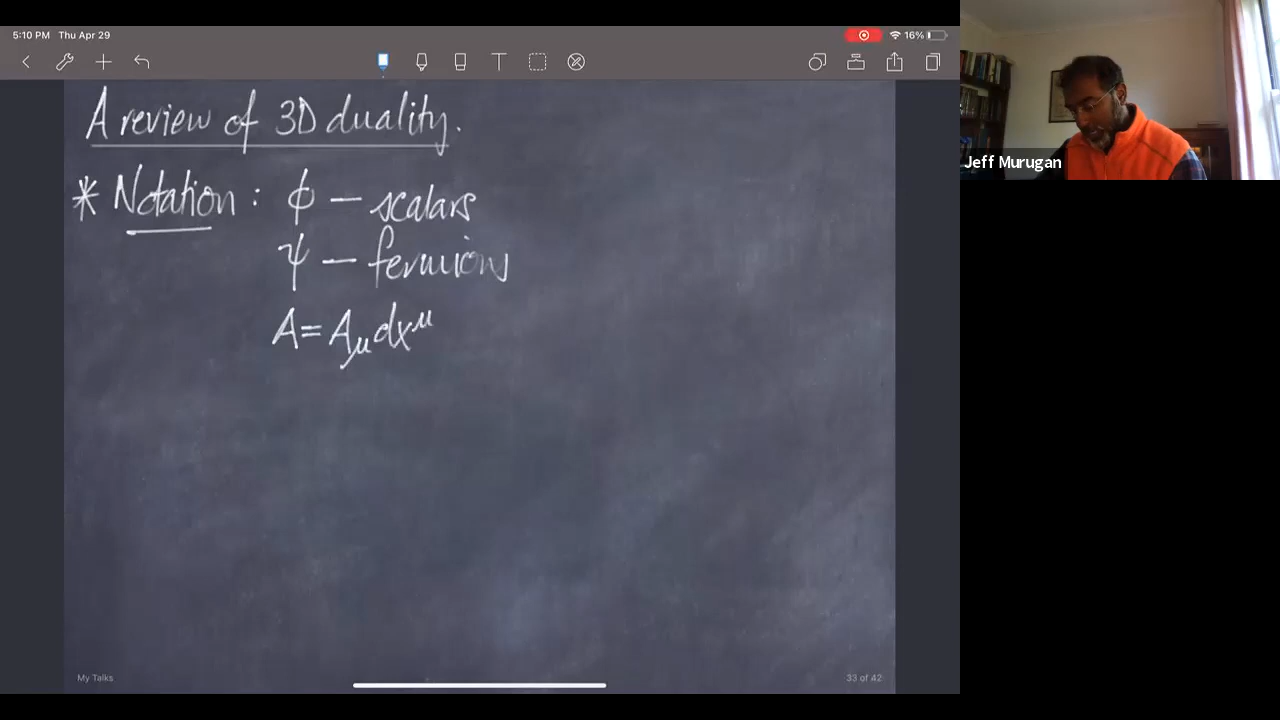 5:10 PM Thu Apr 29
16%
A review of 3D duality.
* Notation: ϕ — scalars
ψ — fermions
A = A_μ dx^μ
My Talks
33 of 42
Jeff Murugan